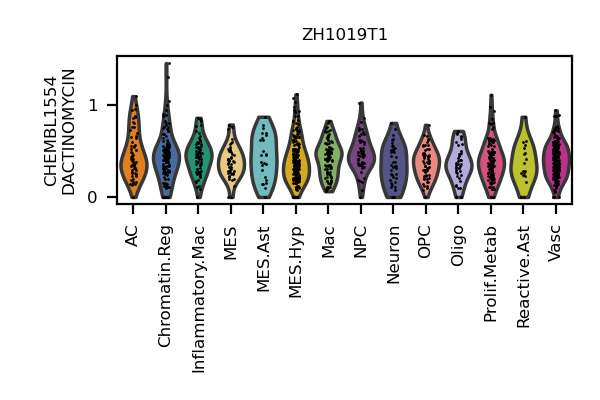 ZH1019T1
CHEMBL1554
DACTINOMYCIN
1
0
AC
Chromatin.Reg
Inflammatory.Mac
MES
MES.Ast
MES.Hyp
Mac
NPC
Neuron
OPC
Oligo
Prolif.Metab
Reactive.Ast
Vasc